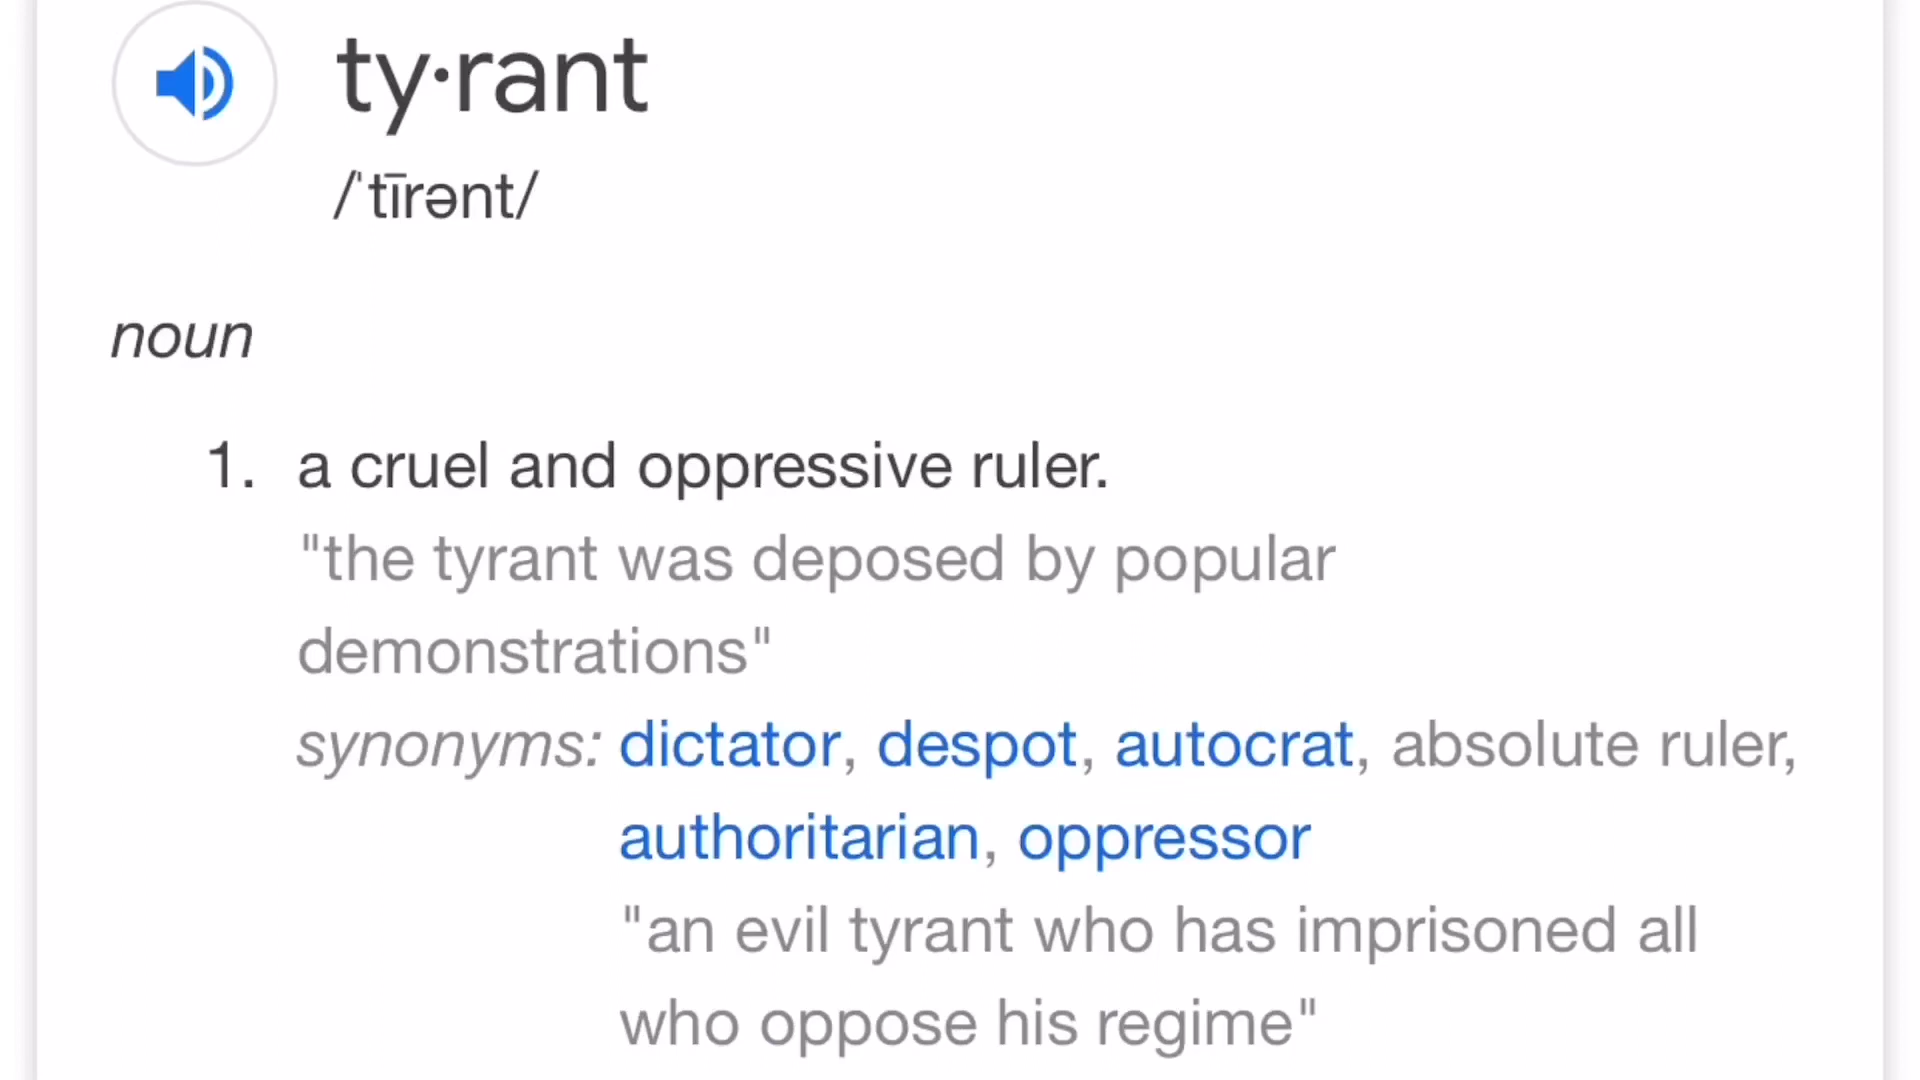 ty·rant
/ˈtīrənt/
noun
1. a cruel and oppressive ruler.
"the tyrant was deposed by popular
demonstrations"
synonyms: dictator, despot, autocrat, absolute ruler,
authoritarian, oppressor
"an evil tyrant who has imprisoned all
who oppose his regime"